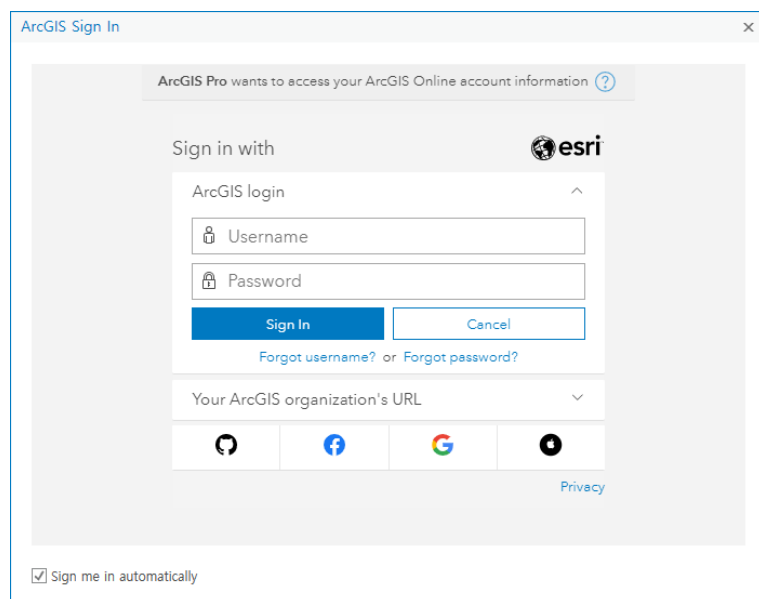 ArcGIS Sign In
ArcGIS Pro wants to access your ArcGIS Online account information ?
Sign in with
esri
ArcGIS login
Username
Password
Sign In Cancel
Forgot username? or Forgot password?
Your ArcGIS organization's URL
Privacy
Sign me in automatically